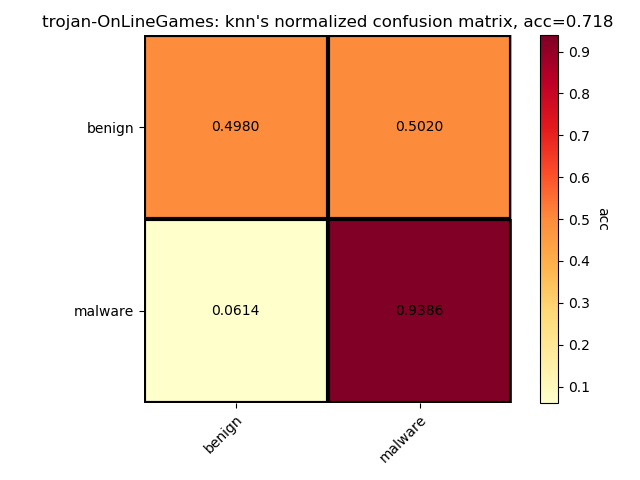 trojan-OnLineGames: knn's normalized confusion matrix, acc=0.718
benign
0.4980
0.5020
malware
0.0614
0.9386
benign
malware
0.9
0.8
0.7
0.6
0.5
0.4
0.3
0.2
0.1
acc